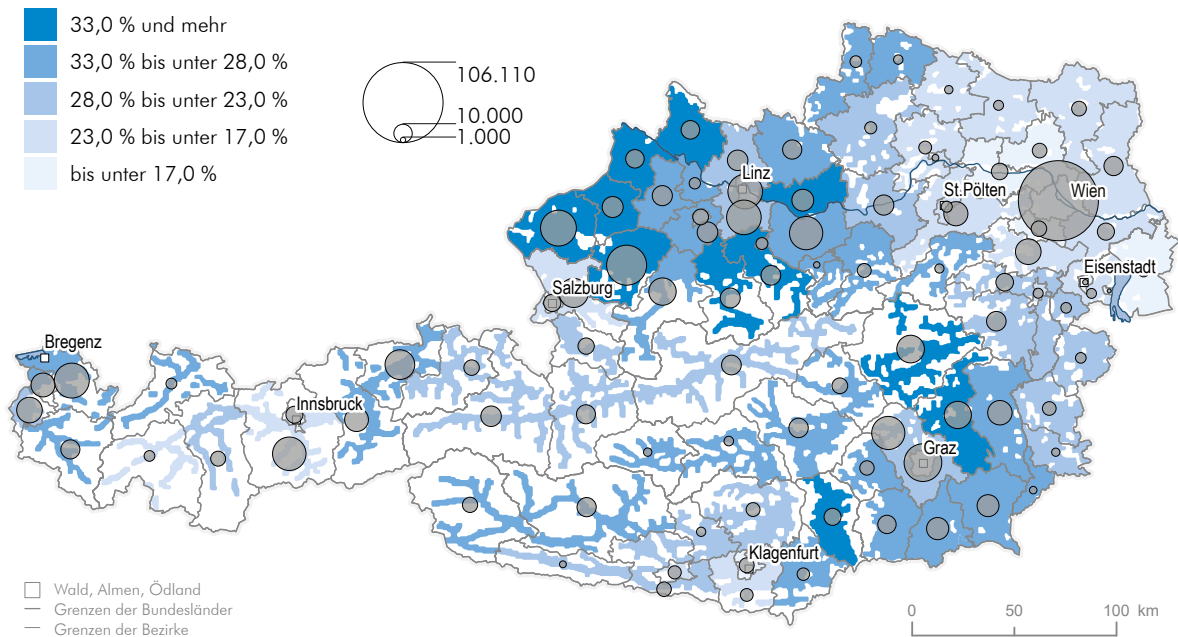 33,0 % und mehr
33,0 % bis unter 28,0 %
28,0 % bis unter 23,0 %
23,0 % bis unter 17,0 %
bis unter 17,0 %
106.110
10.000
1.000
Linz
St.Pölten
Wien
Eisenstadt
Salzburg
Bregenz
Innsbruck
Graz
Klagenfurt
Wald, Almen, Ödland
Grenzen der Bundesländer
Grenzen der Bezirke
0 50 100 km